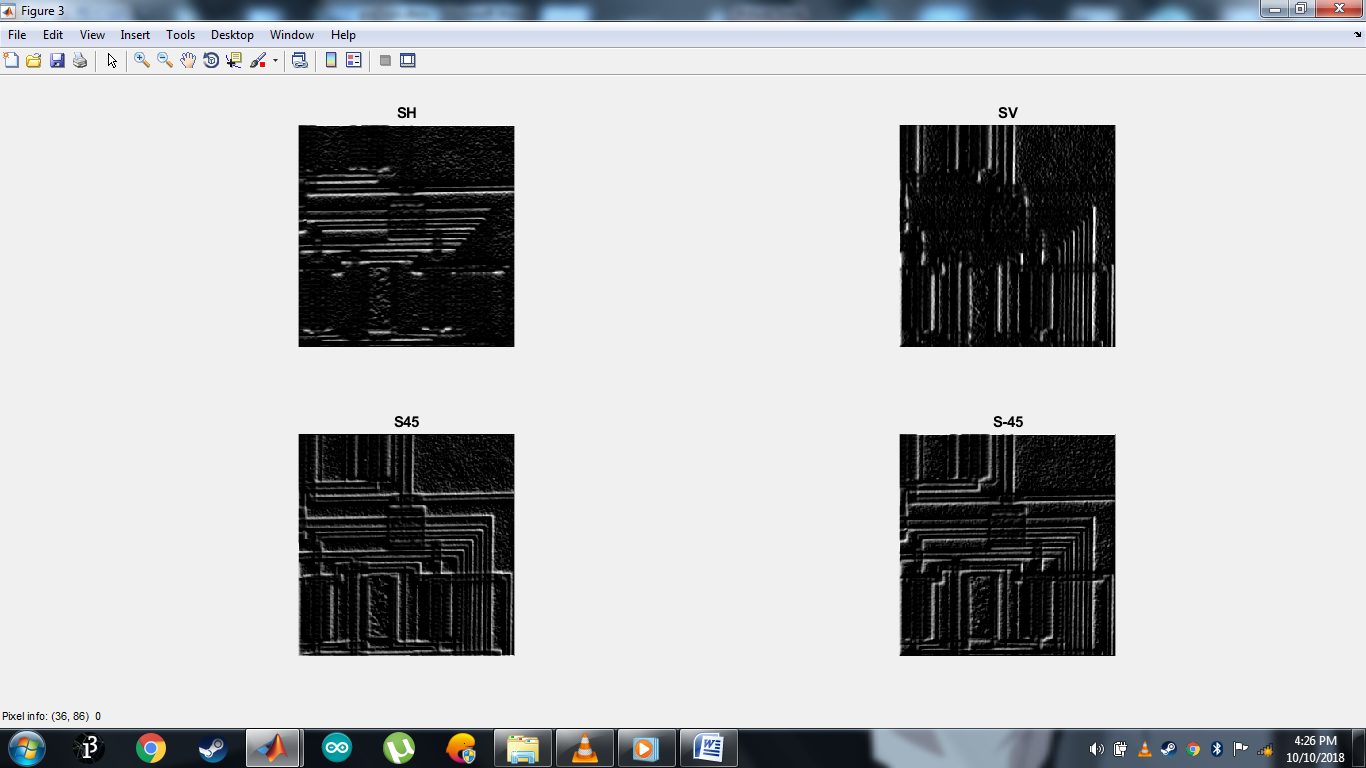 Figure 3
File Edit View Insert Tools Desktop Window Help
SH
SV
S45
S-45
Pixel info: (36, 86) 0
4:26 PM
10/10/2018